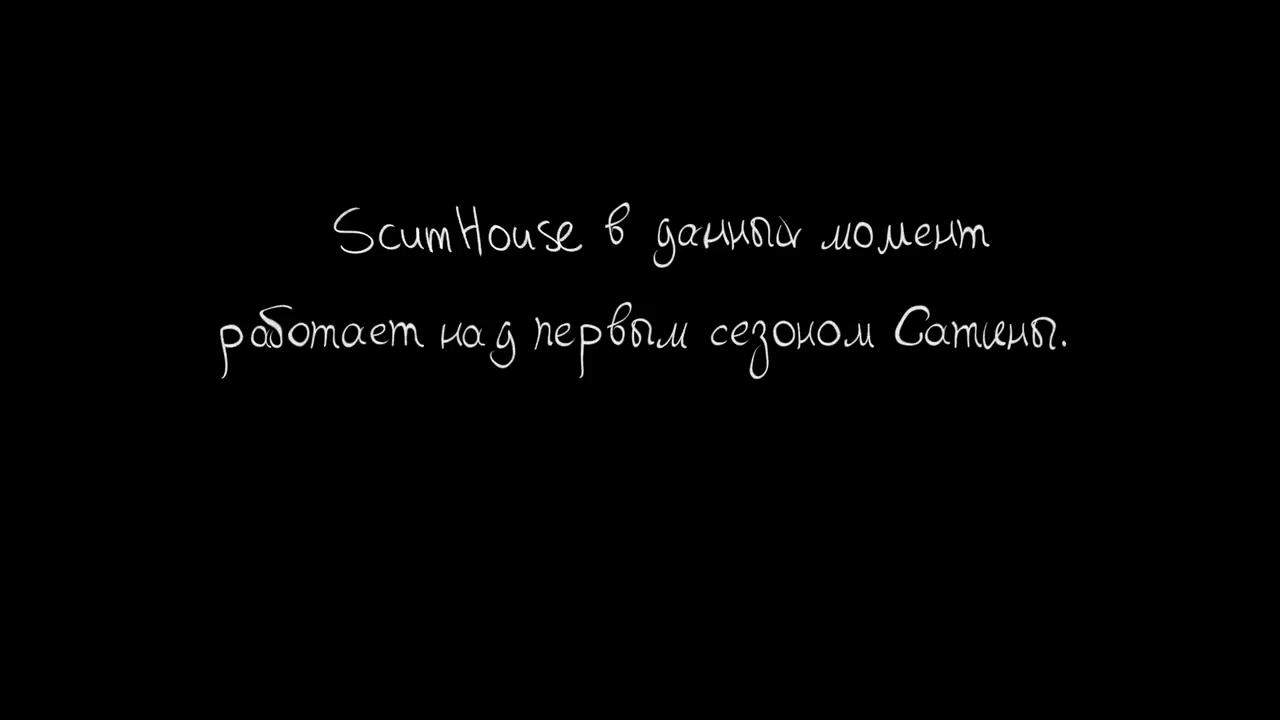 ScumHouse в данный момент
работает над первым сезоном Сатины.